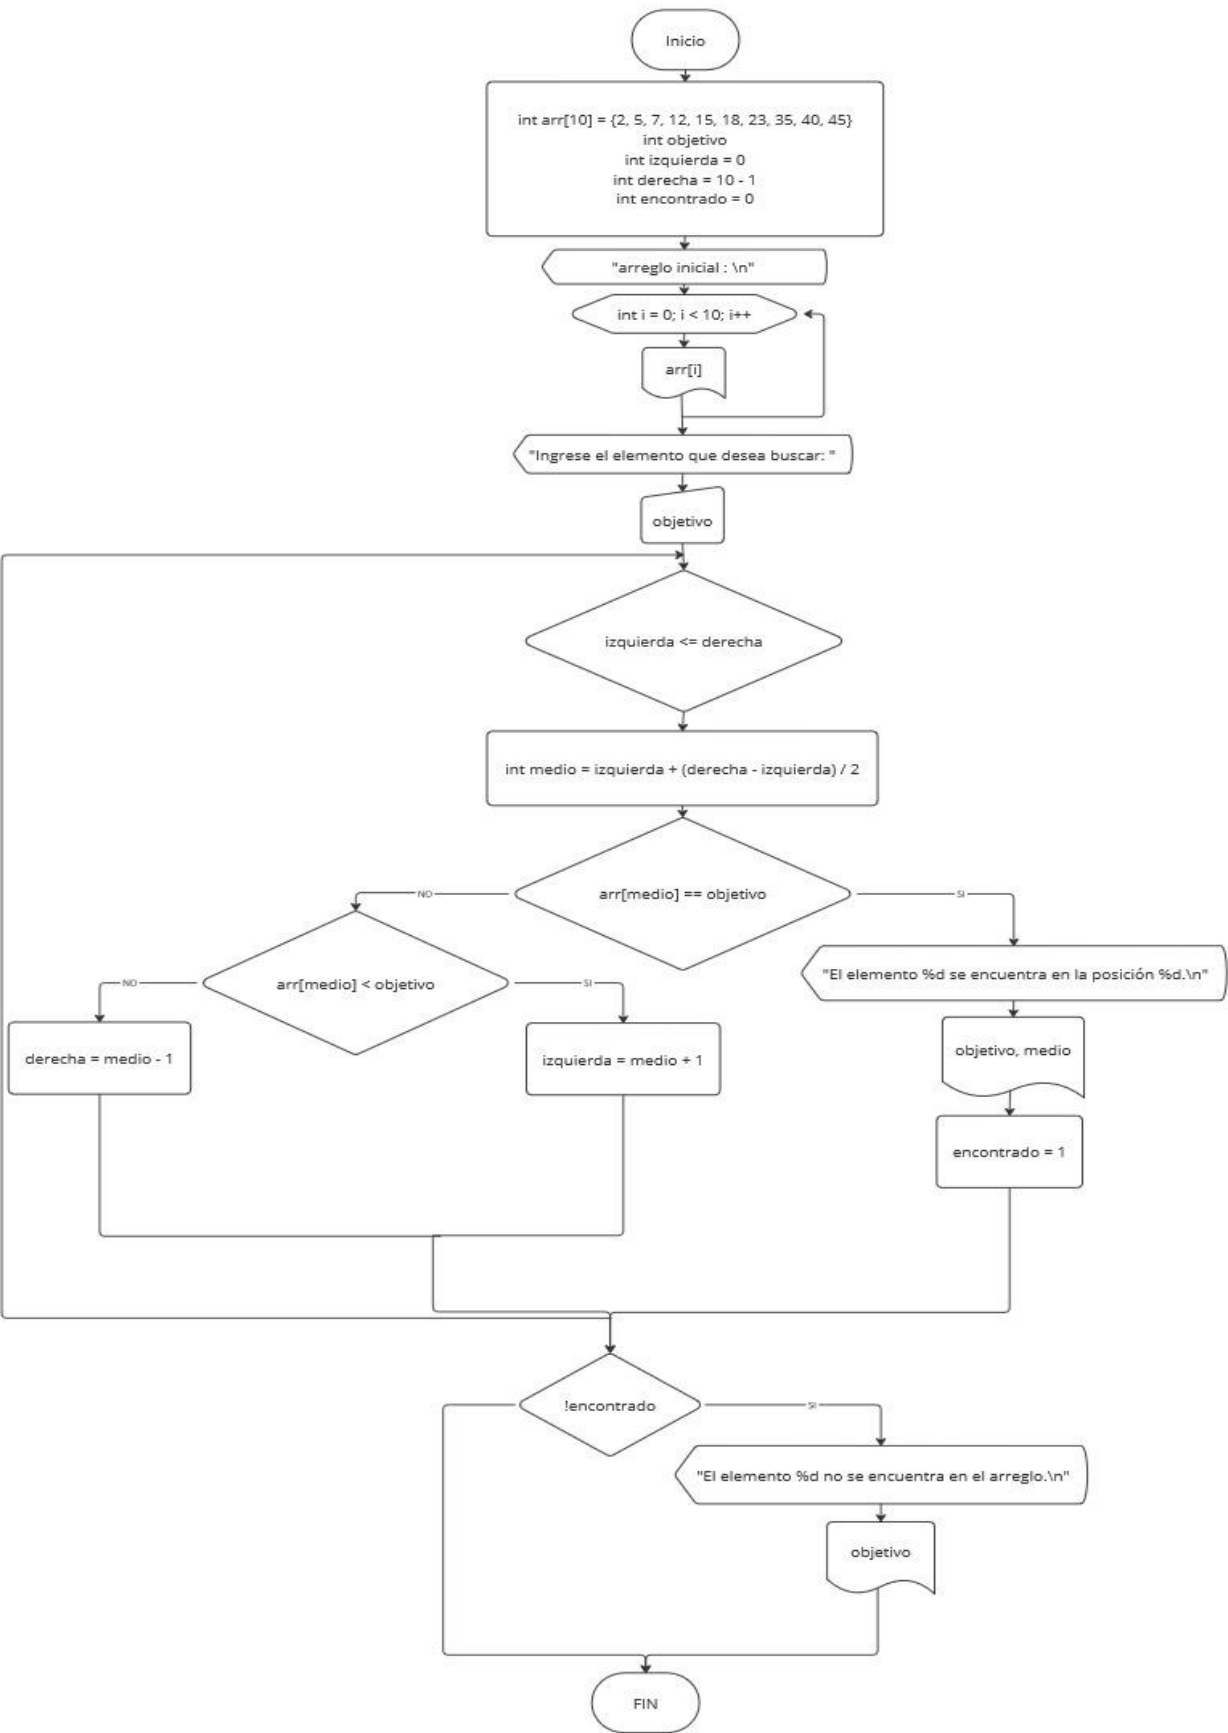 Inicio
int arr[10] = {2, 5, 7, 12, 15, 18, 23, 35, 40, 45}
int objetivo
int izquierda = 0
int derecha = 10 - 1
int encontrado = 0
"arreglo inicial : \n"
int i = 0; i < 10; i++
arr[i]
"Ingrese el elemento que desea buscar: "
objetivo
izquierda <= derecha
int medio = izquierda + (derecha - izquierda) / 2
arr[medio] == objetivo
NO
SI
arr[medio] < objetivo
NO
SI
derecha = medio - 1
izquierda = medio + 1
"El elemento %d se encuentra en la posición %d.\n"
objetivo, medio
encontrado = 1
!encontrado
SI
"El elemento %d no se encuentra en el arreglo.\n"
objetivo
FIN